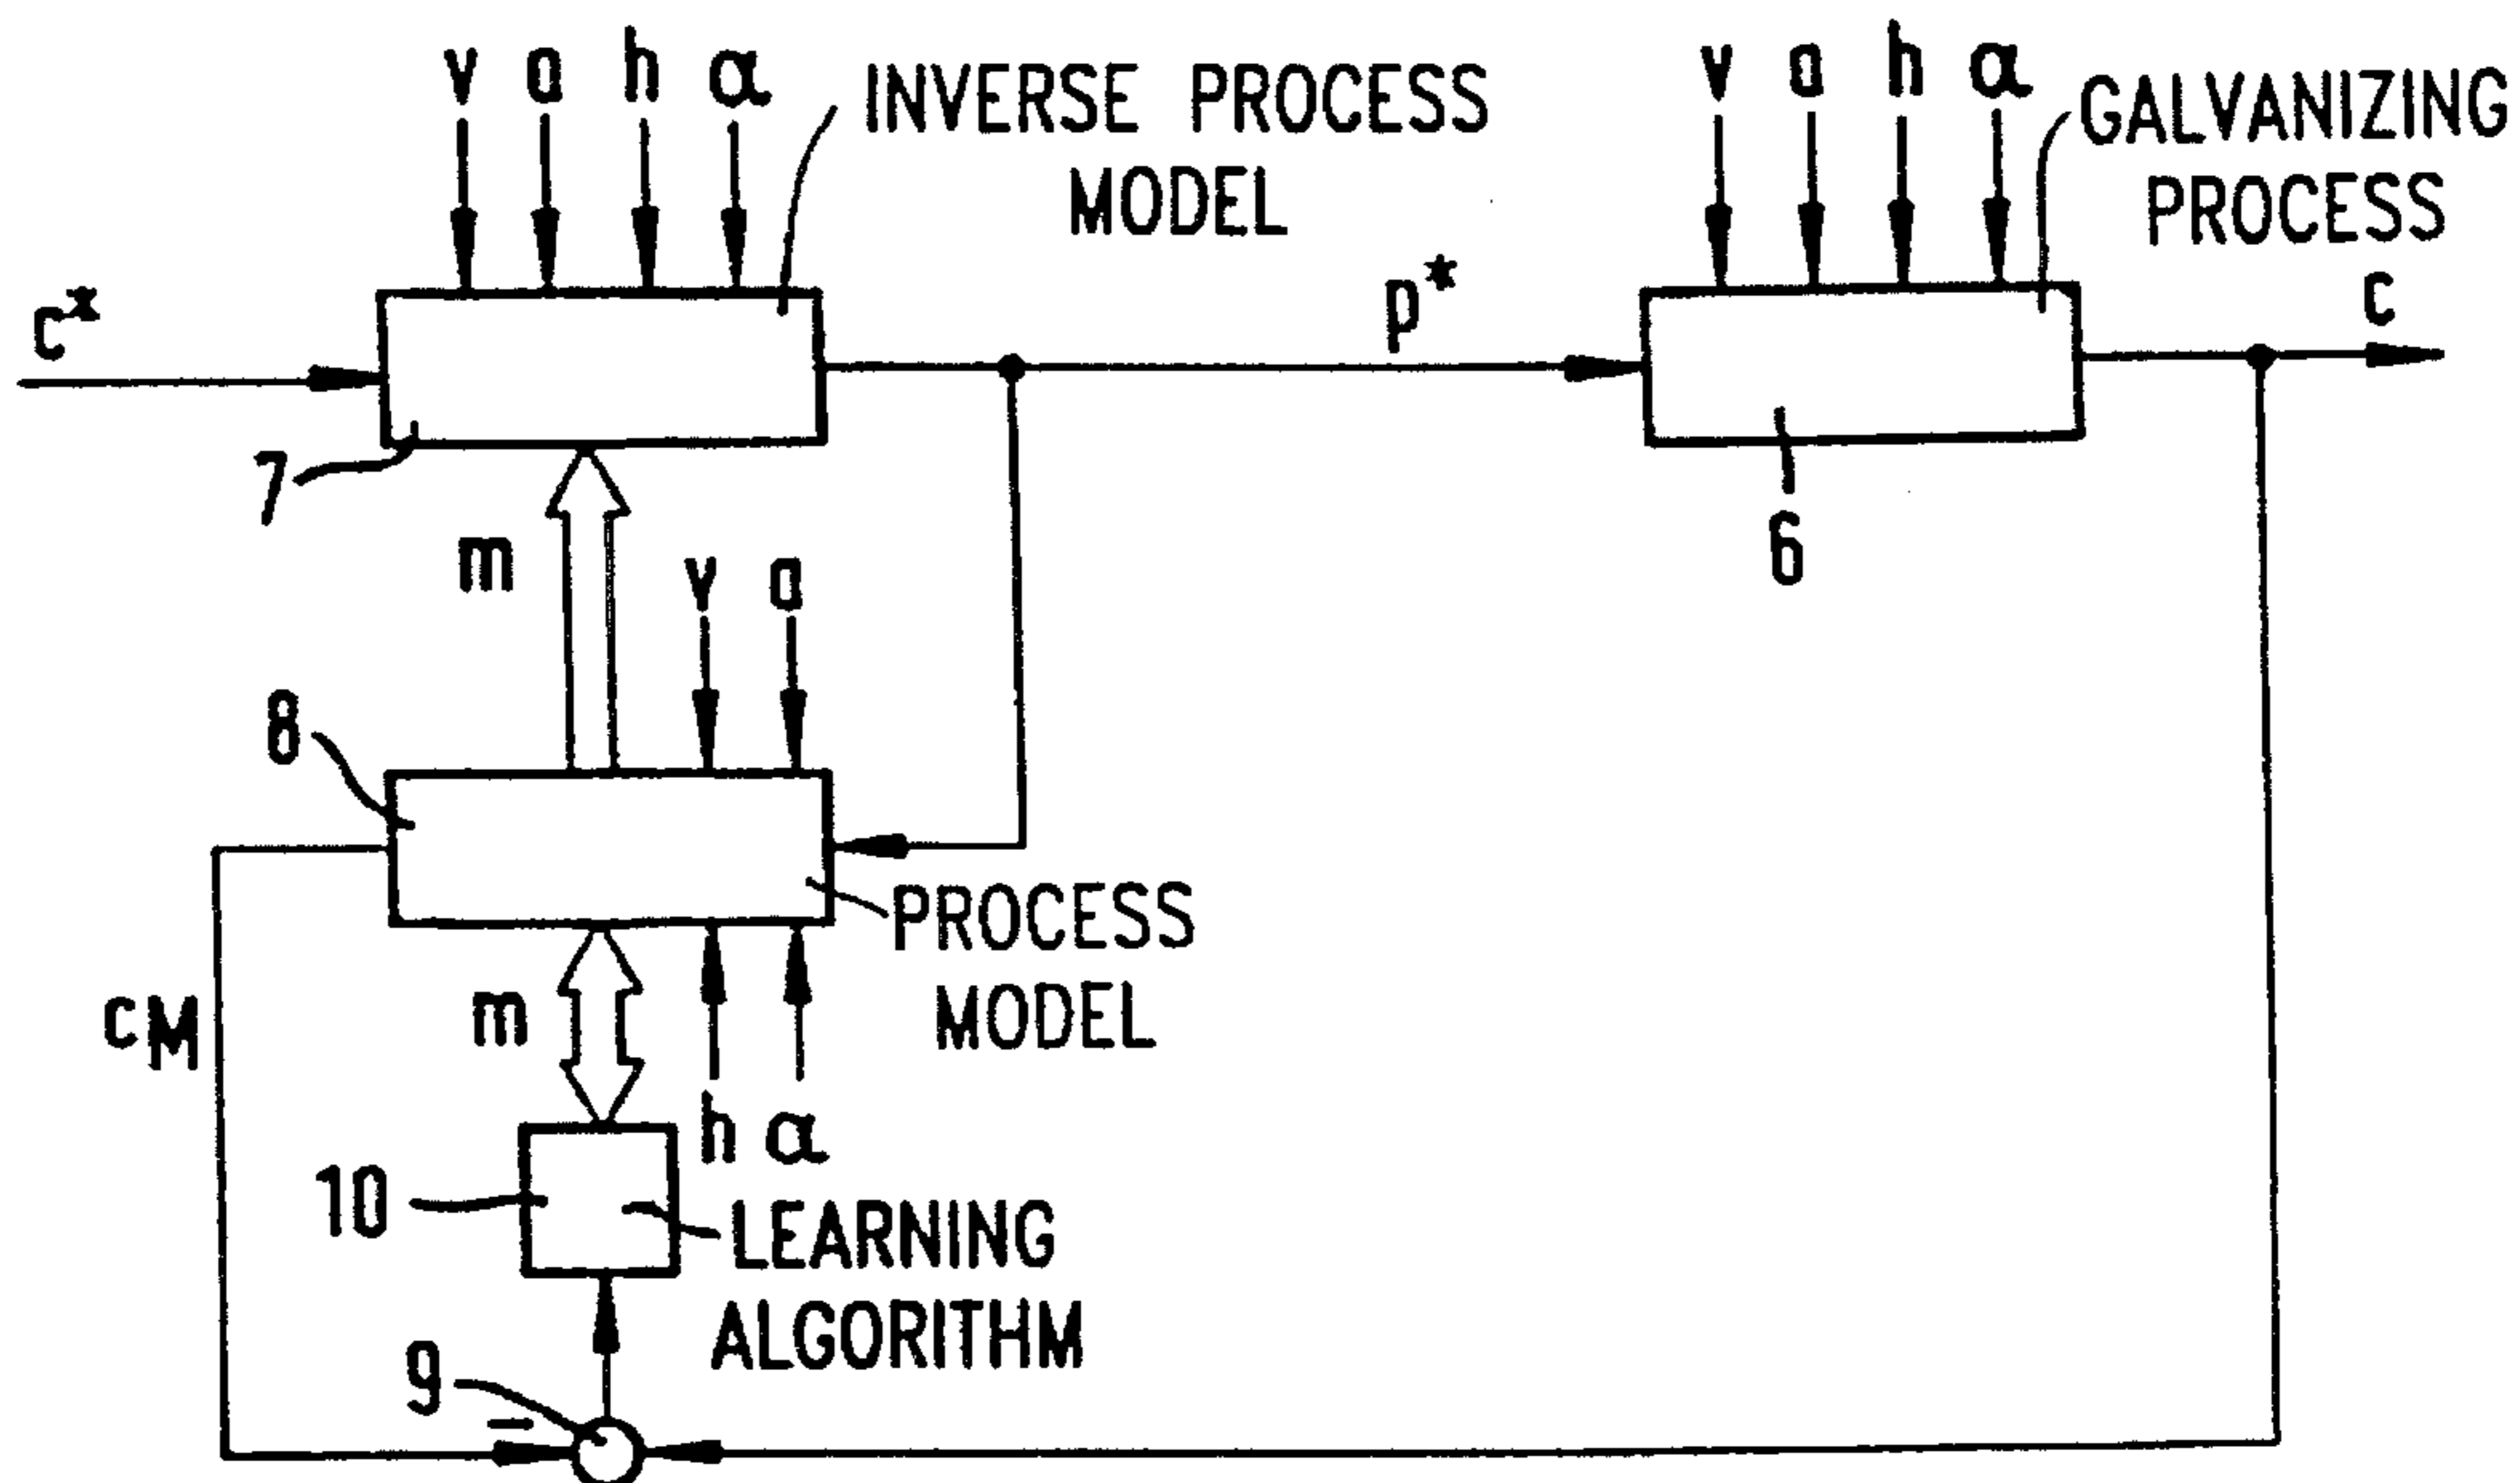 v a h α
INVERSE PROCESS
MODEL
v a h α
GALVANIZING
PROCESS
c*
p*
c
7
6
m
v a
8
PROCESS
MODEL
cM
m
h α
10
LEARNING
ALGORITHM
9
−